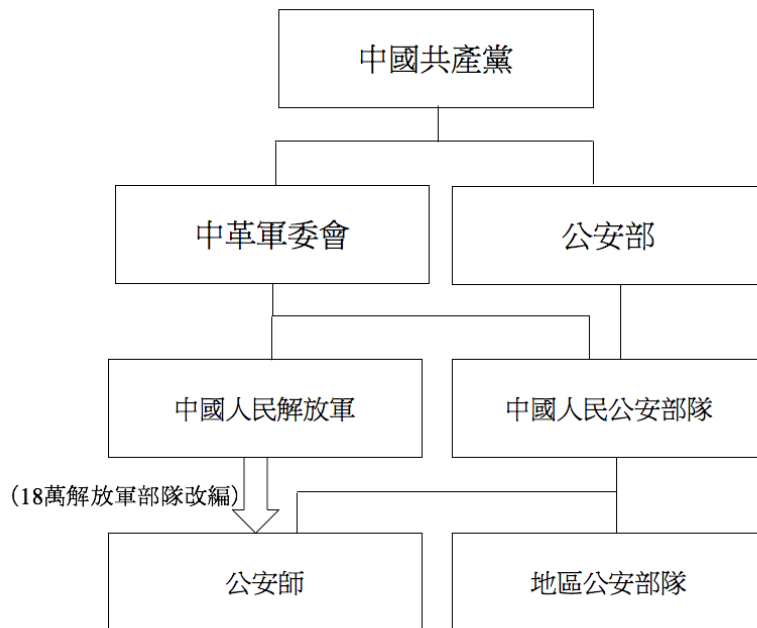 中國共產黨
中革軍委會
公安部
中國人民解放軍
中國人民公安部隊
(18萬解放軍部隊改編)
公安師
地區公安部隊